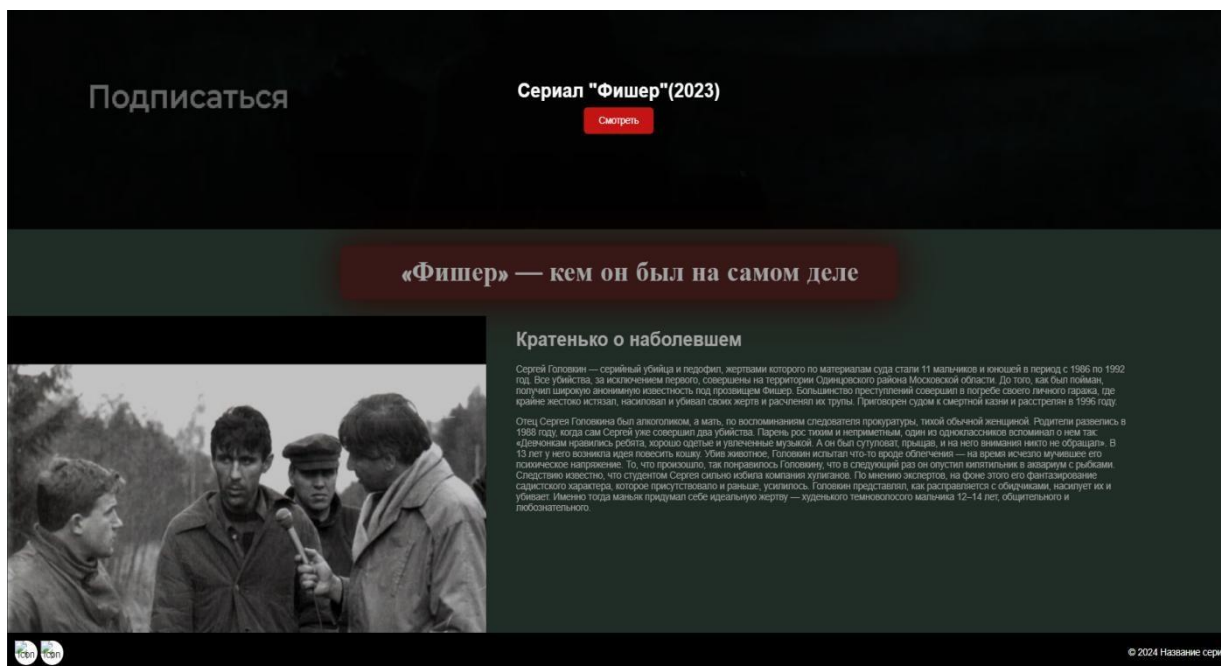 Подписаться
Сериал "Фишер"(2023)
Смотреть
«Фишер» — кем он был на самом деле
Кратенько о наболевшем
Сергей Головкин — серийный убийца и педофил, жертвами которого по материалам суда стали 11 мальчиков и юношей в период с 1986 по 1992
год. Все убийства, за исключением первого, совершены на территории Одинцовского района Московской области. До того, как был пойман,
получил широкую анонимную известность под прозвищем Фишер. Большинство преступлений совершил в погребе своего личного гаража, где
крайне жестоко истязал, насиловал и убивал своих жертв и расчленял их трупы. Приговорен судом к смертной казни и расстрелян в 1996 году.
Отец Сергея Головкина был алкоголиком, а мать, по воспоминаниям следователя прокуратуры, тихой обычной женщиной. Родители развелись в
1988 году, когда сам Сергей уже совершил два убийства. Парень рос тихим и неприметным, один из одноклассников вспоминал о нем так:
«Девчонкам нравились ребята, хорошо одетые и увлеченные музыкой. А он был сутуловат, прыщав, и на него внимания никто не обращал». В
13 лет у него возникла идея повесить кошку. Убив животное, Головкин испытал что-то вроде облегчения — на время исчезло мучившее его
психическое напряжение. То, что произошло, так понравилось Головкину, что в следующий раз он опустил кипятильник в аквариум с рыбками.
Следствию известно, что студентом Сергея сильно избила компания хулиганов. По мнению экспертов, на фоне этого его фантазирование
садистского характера, которое присутствовало и раньше, усилилось. Головкин представлял, как расправляется с обидчиками, насилует их и
убивает. Именно тогда маньяк придумал себе идеальную жертву — худенького темноволосого мальчика 12–14 лет, общительного и
любознательного.
Icon Icon
© 2024 Название сери